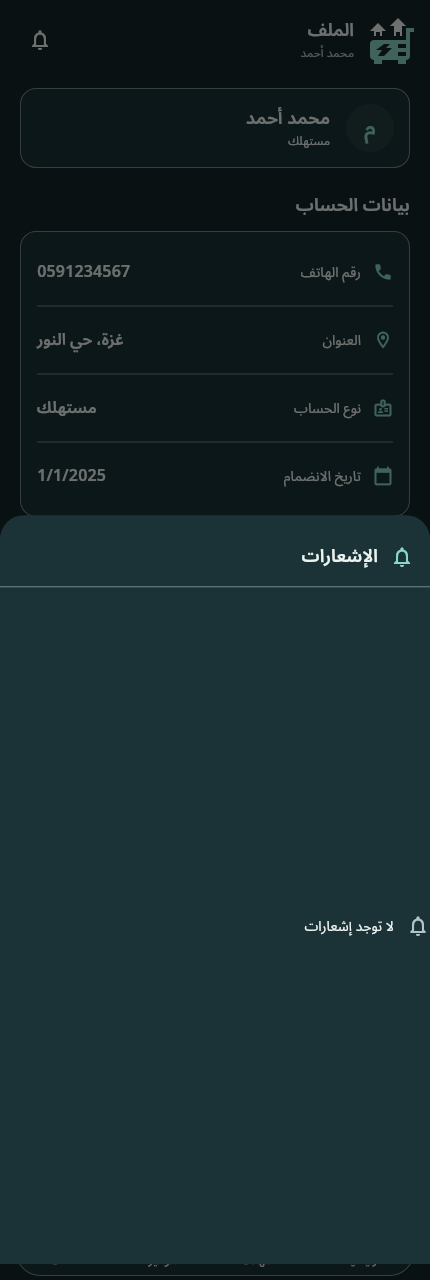 الملف
محمد أحمد
م
محمد أحمد
مستهلك
بيانات الحساب
رقم الهاتف 0591234567
العنوان غزة، حي النور
نوع الحساب مستهلك
تاريخ الانضمام 1/1/2025
الإشعارات
لا توجد إشعارات